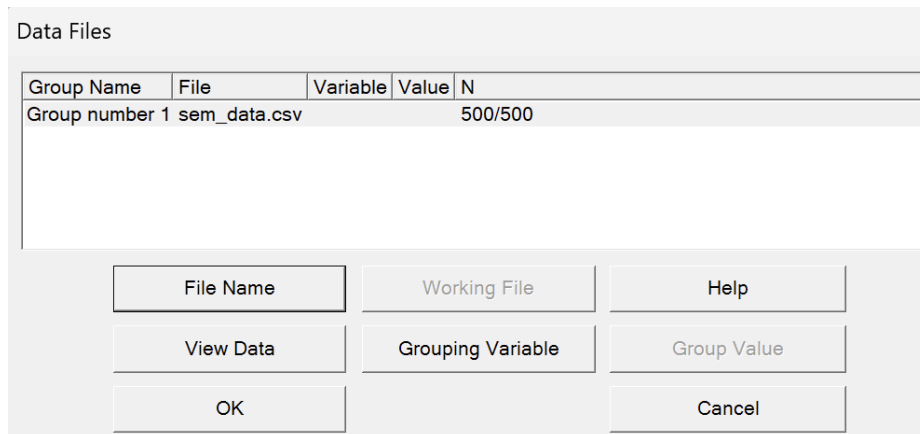 Data Files
Group Name File Variable Value N
Group number 1 sem_data.csv 500/500
File Name Working File Help
View Data Grouping Variable Group Value
OK Cancel